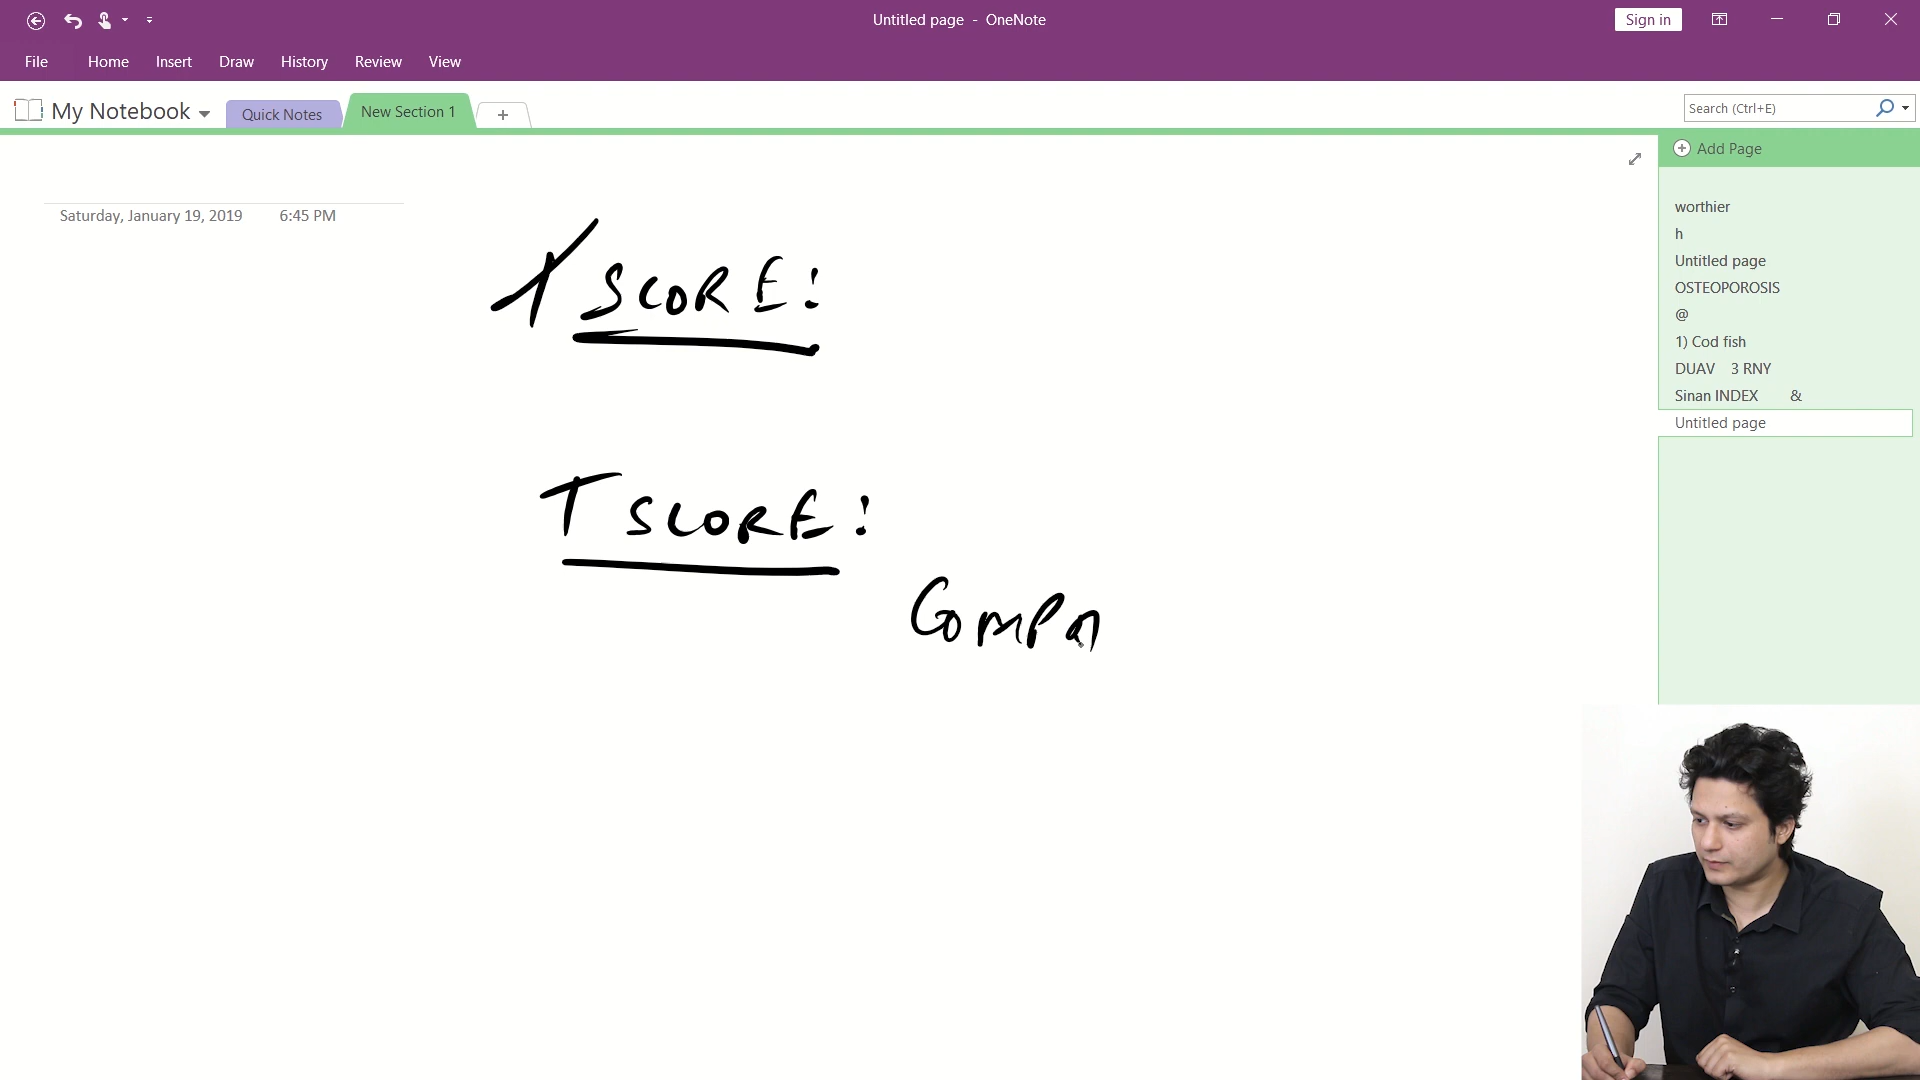 Untitled page - OneNote
Sign in
File Home Insert Draw History Review View
My Notebook Quick Notes New Section 1 +
Search (Ctrl+E)
Add Page
Saturday, January 19, 2019 6:45 PM
SCORE:
T SCORE:
COMPA
worthier
h
Untitled page
OSTEOPOROSIS
@
1) Cod fish
DUAV 3 RNY
Sinan INDEX &
Untitled page